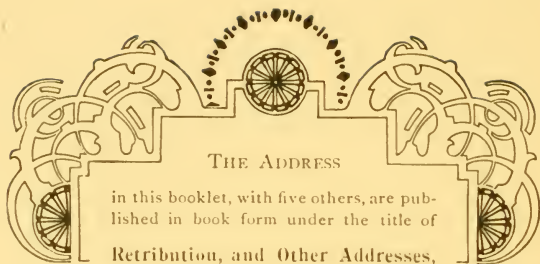 THE ADDRESS
in this booklet, with five others, are pub-
lished in book form under the title of
Retribution, and Other Addresses,